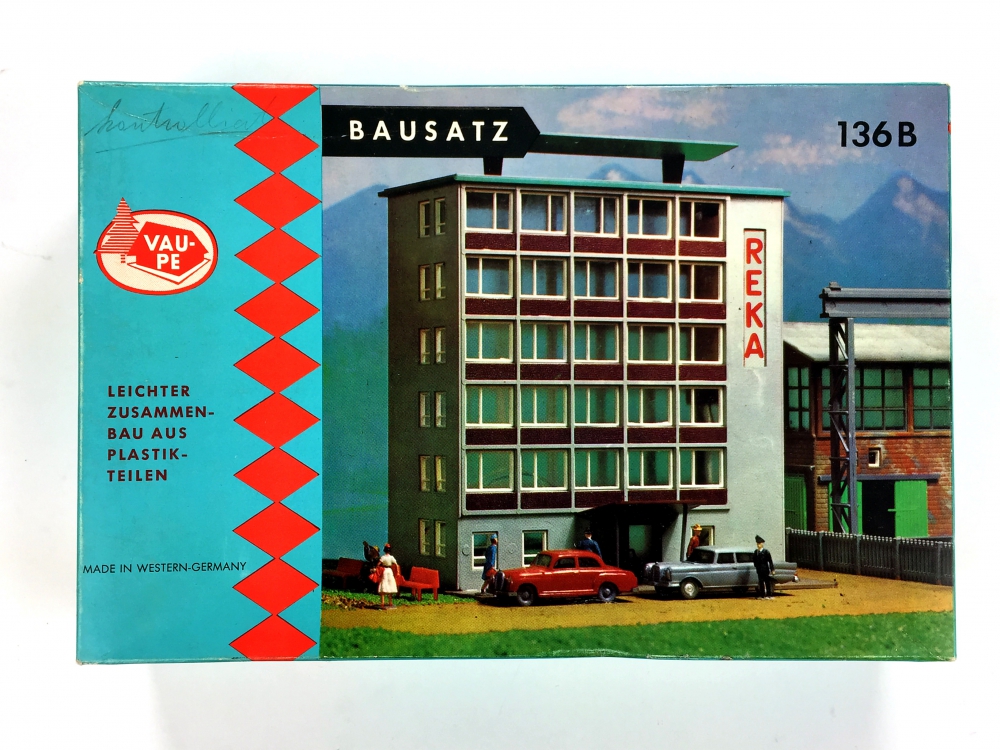 BAUSATZ
136B
VAU-
PE
REKA
LEICHTER
ZUSAMMEN-
BAU AUS
PLASTIK-
TEILEN
MADE IN WESTERN-GERMANY